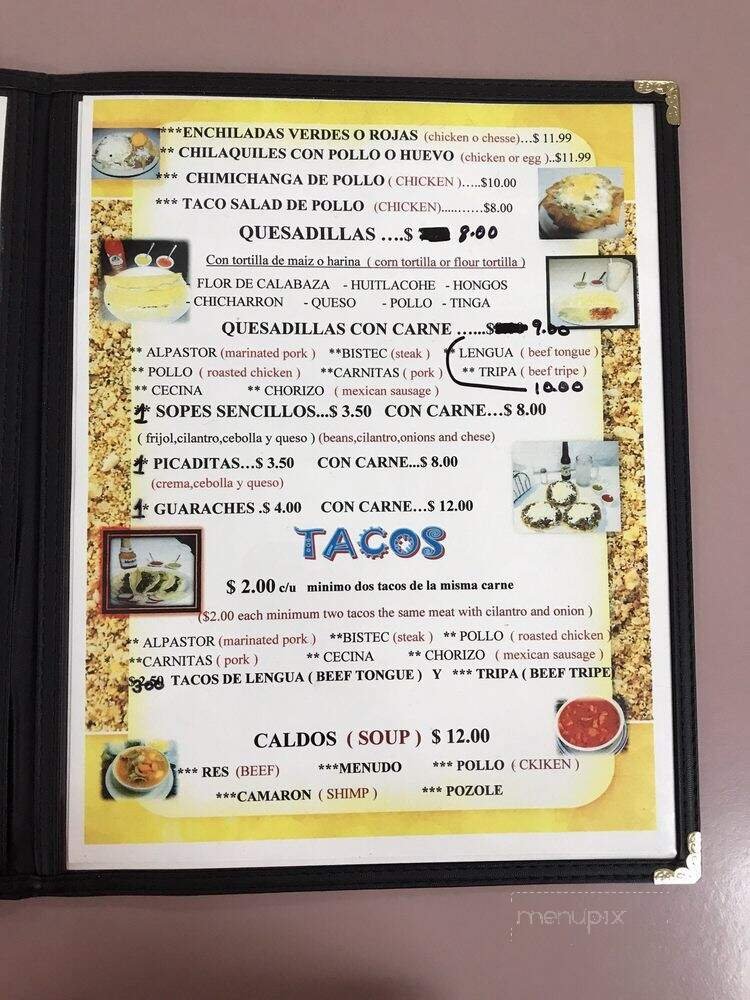 ***ENCHILADAS VERDES O ROJAS (chicken o chesse)...$ 11.99
** CHILAQUILES CON POLLO O HUEVO (chicken or egg )..$11.99
*** CHIMICHANGA DE POLLO ( CHICKEN )…..$10.00
*** TACO SALAD DE POLLO (CHICKEN).....……$8.00
QUESADILLAS ….$ 8.00
Con tortilla de maiz o harina ( corn tortilla or flour tortilla )
- FLOR DE CALABAZA - HUITLACOHE - HONGOS
- CHICHARRON - QUESO - POLLO - TINGA
QUESADILLAS CON CARNE …...$ 9.00
** ALPASTOR (marinated pork ) **BISTEC (steak ) ** LENGUA ( beef tongue )
** POLLO ( roasted chicken ) **CARNITAS ( pork ) ** TRIPA ( beef tripe )
** CECINA ** CHORIZO ( mexican sausage ) 10.00
1 SOPES SENCILLOS...$ 3.50 CON CARNE…$ 8.00
( frijol,cilantro,cebolla y queso ) (beans,cilantro,onions and chese)
1 PICADITAS…$ 3.50 CON CARNE...$ 8.00
(crema,cebolla y queso)
1 GUARACHES .$ 4.00 CON CARNE…$ 12.00
TACOS
$ 2.00 c/u minimo dos tacos de la misma carne
($2.00 each minimum two tacos the same meat with cilantro and onion )
** ALPASTOR (marinated pork ) **BISTEC (steak ) ** POLLO ( roasted chicken )
**CARNITAS ( pork ) ** CECINA ** CHORIZO ( mexican sausage )
$ 2.50 3.00 TACOS DE LENGUA ( BEEF TONGUE ) Y *** TRIPA ( BEEF TRIPE)
CALDOS ( SOUP ) $ 12.00
*** RES (BEEF) ***MENUDO *** POLLO ( CKIKEN )
***CAMARON ( SHIMP ) *** POZOLE
menupix